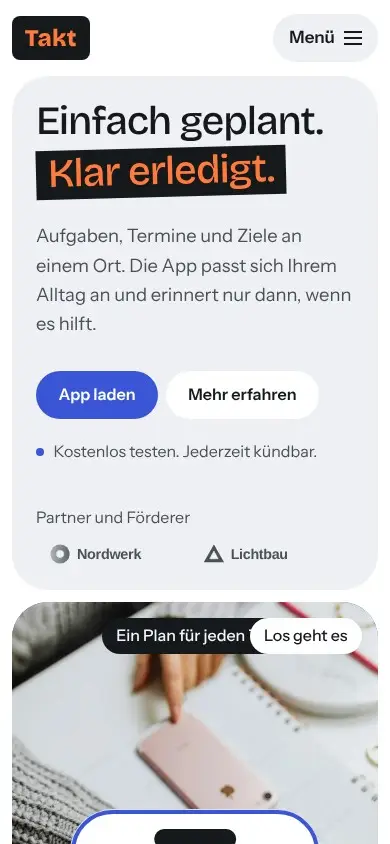 Takt
Menü
Einfach geplant.
Klar erledigt.
Aufgaben, Termine und Ziele an
einem Ort. Die App passt sich Ihrem
Alltag an und erinnert nur dann, wenn
es hilft.
App laden
Mehr erfahren
Kostenlos testen. Jederzeit kündbar.
Partner und Förderer
Nordwerk
Lichtbau
Ein Plan für jeden
Los geht es